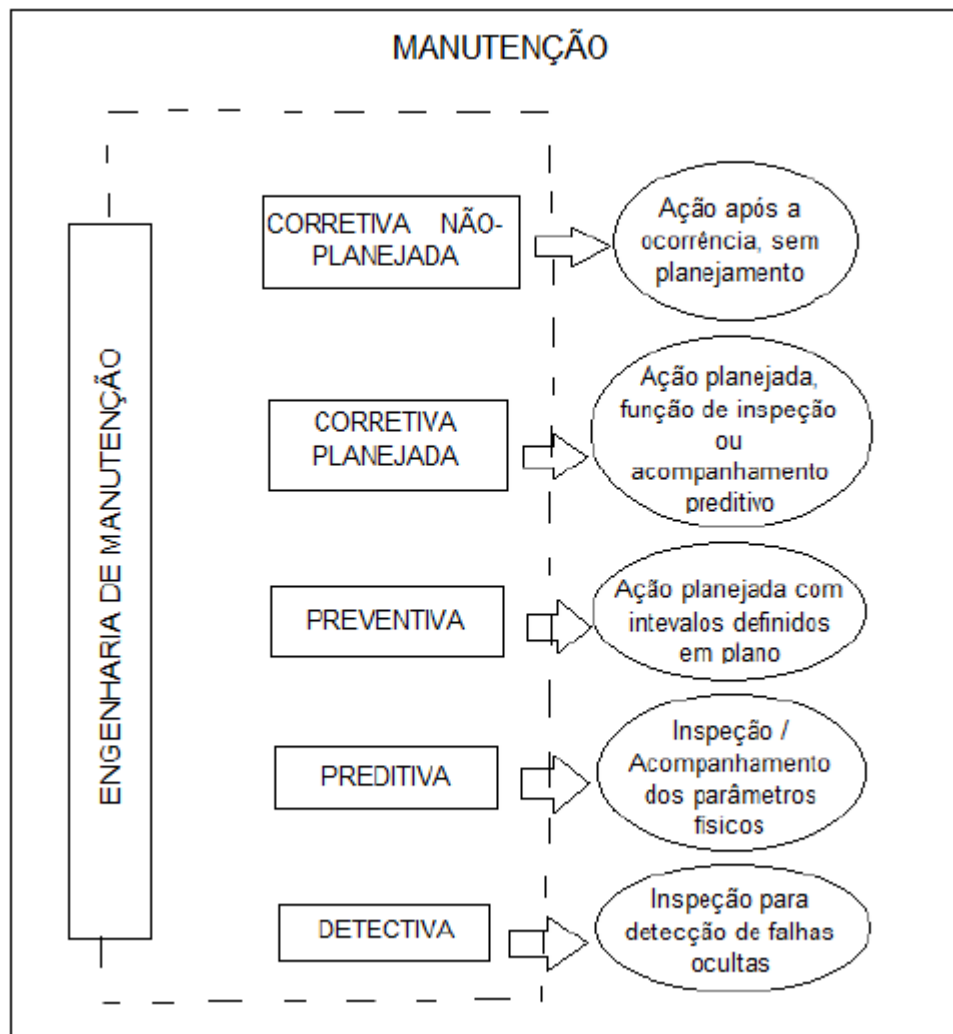 MANUTENÇÃO
ENGENHARIA DE MANUTENÇÃO
CORRETIVA NÃO-
PLANEJADA
Ação após a
ocorrência, sem
planejamento
CORRETIVA
PLANEJADA
Ação planejada,
função de inspeção
ou
acompanhamento
preditivo
PREVENTIVA
Ação planejada com
intevalos definidos
em plano
PREDITIVA
Inspeção /
Acompanhamento
dos parâmetros
físicos
DETECTIVA
Inspeção para
detecção de falhas
ocultas